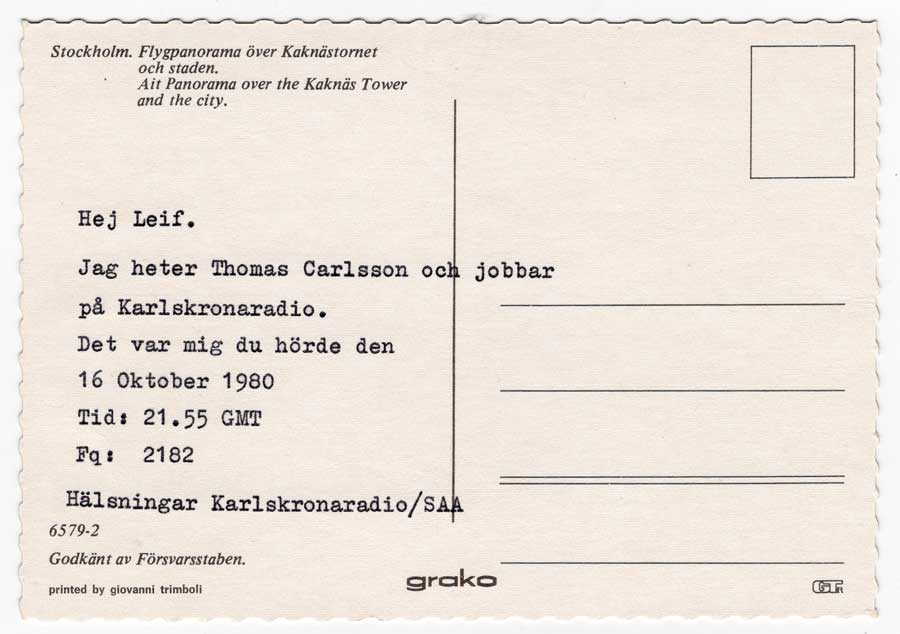 Stockholm. Flygpanorama över Kaknästornet
och staden.
Ait Panorama over the Kaknäs Tower
and the city.
Hej Leif.
Jag heter Thomas Carlsson och jobbar
på Karlskronaradio.
Det var mig du hörde den
16 Oktober 1980
Tid: 21.55 GMT
Fq: 2182
Hälsningar Karlskronaradio/SAA
6579-2
Godkänt av Försvarsstaben.
printed by giovanni trimboli
grako